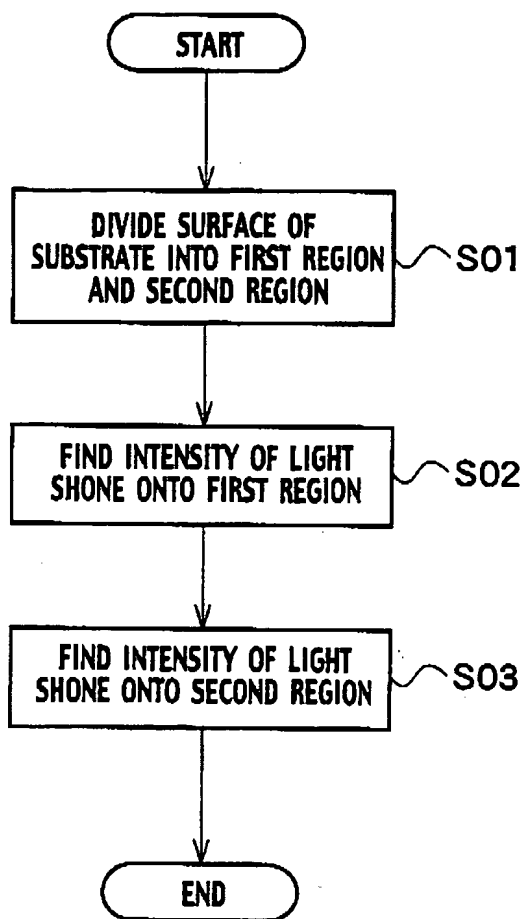 START
DIVIDE SURFACE OF
SUBSTRATE INTO FIRST REGION
AND SECOND REGION
S01
FIND INTENSITY OF LIGHT
SHONE ONTO FIRST REGION
S02
FIND INTENSITY OF LIGHT
SHONE ONTO SECOND REGION
S03
END